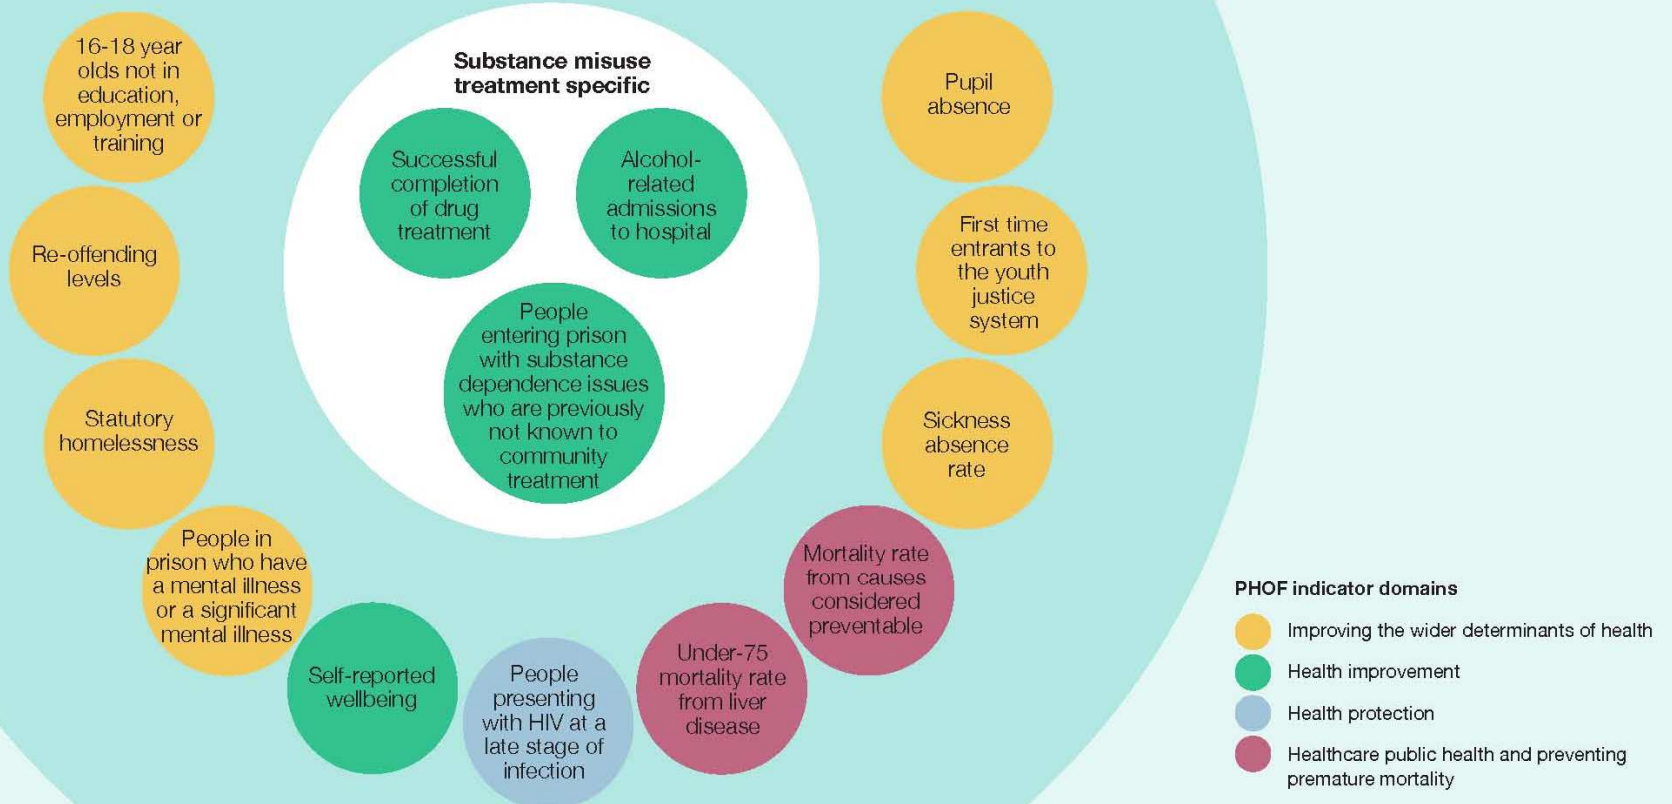 16-18 year
olds not in
education,
employment or
training
Re-offending
levels
Statutory
homelessness
People in
prison who have
a mental illness
or a significant
mental illness
Self-reported
wellbeing
People
presenting
with HIV at a
late stage of
infection
Under-75
mortality rate
from liver
disease
Mortality rate
from causes
considered
preventable
Sickness
absence
rate
First time
entrants to
the youth
justice
system
Pupil
absence
Substance misuse
treatment specific
Successful
completion
of drug
treatment
Alcohol-
related
admissions
to hospital
People
entering prison
with substance
dependence issues
who are previously
not known to
community
treatment
PHOF indicator domains
Improving the wider determinants of health
Health improvement
Health protection
Healthcare public health and preventing
premature mortality